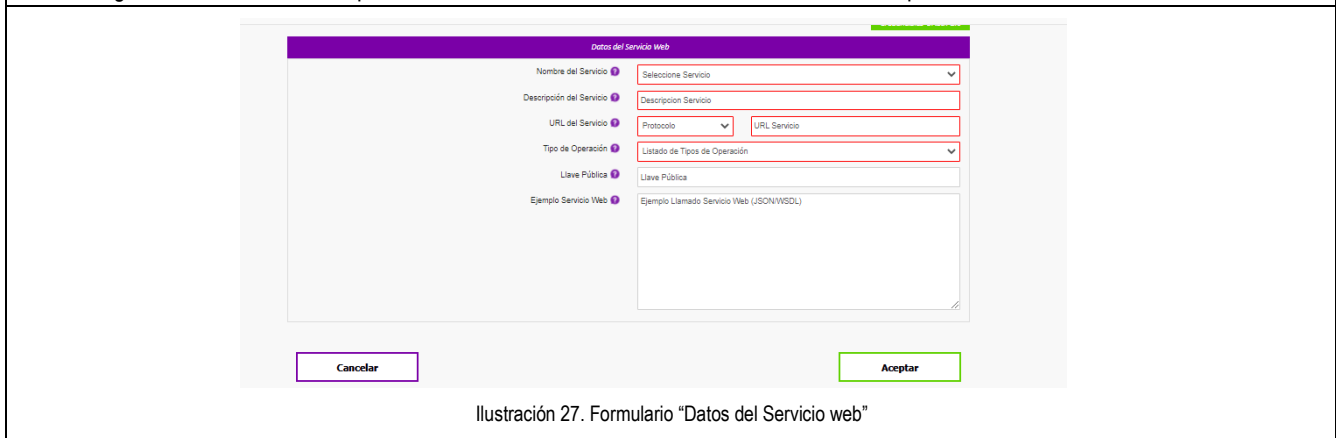 Datos del Servicio Web
Nombre del Servicio ? Seleccione Servicio
Descripción del Servicio ? Descripcion Servicio
URL del Servicio ? Protocolo URL Servicio
Tipo de Operación ? Listado de Tipos de Operación
Llave Pública ? Llave Pública
Ejemplo Servicio Web ? Ejemplo Llamado Servicio Web (JSON/WSDL)
Cancelar Aceptar
Ilustración 27. Formulario “Datos del Servicio web”